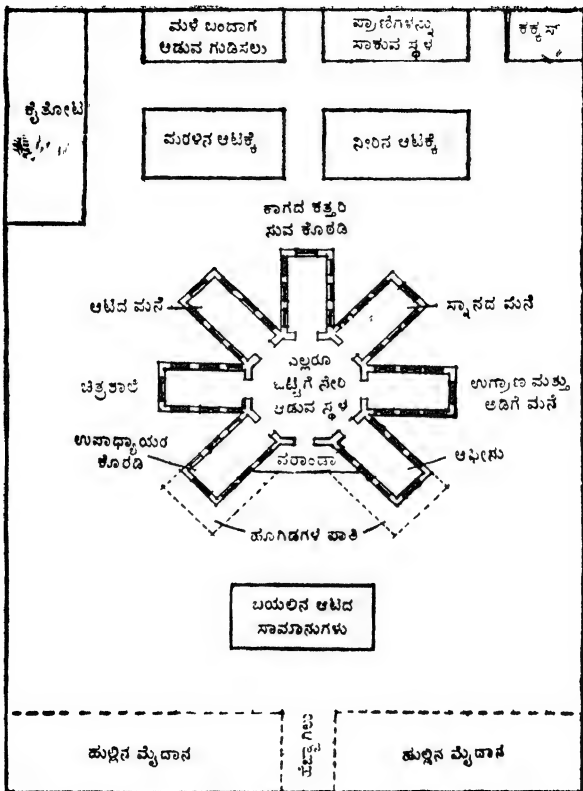 ಮಳೆ ಬಂದಾಗ
ಆಡುವ ಗುಡಿಸಲು
ಪ್ರಾಣಿಗಳನ್ನು
ಸಾಕುವ ಸ್ಥಳ
ಕಕ್ಕಸ್
ಕೈತೋಟ
ಮರಳಿನ ಆಟಕ್ಕೆ
ನೀರಿನ ಆಟಕ್ಕೆ
ಕಾಗದ ಕತ್ತರಿ
ಸುವ ಕೊಠಡಿ
ಆಟದ ಮನೆ
ಸ್ನಾನದ ಮನೆ
ಎಲ್ಲರೂ
ಒಟ್ಟಿಗೆ ಸೇರಿ
ಆಡುವ ಸ್ಥಳ
ಚಿತ್ರಶಾಲೆ
ಉಗ್ರಾಣ ಮತ್ತು
ಅಡಿಗೆ ಮನೆ
ಉಪಾಧ್ಯಾಯರ
ಕೊಠಡಿ
ವರಾಂಡಾ
ಆಫೀಸು
ಹೂಗಿಡಗಳ ಪಾತಿ
ಬಯಲಿನ ಆಟದ
ಸಾಮಾನುಗಳು
ಹುಲ್ಲಿನ ಮೈದಾನ
ಹೆಬ್ಬಾಗಿಲು
ಹುಲ್ಲಿನ ಮೈದಾನ